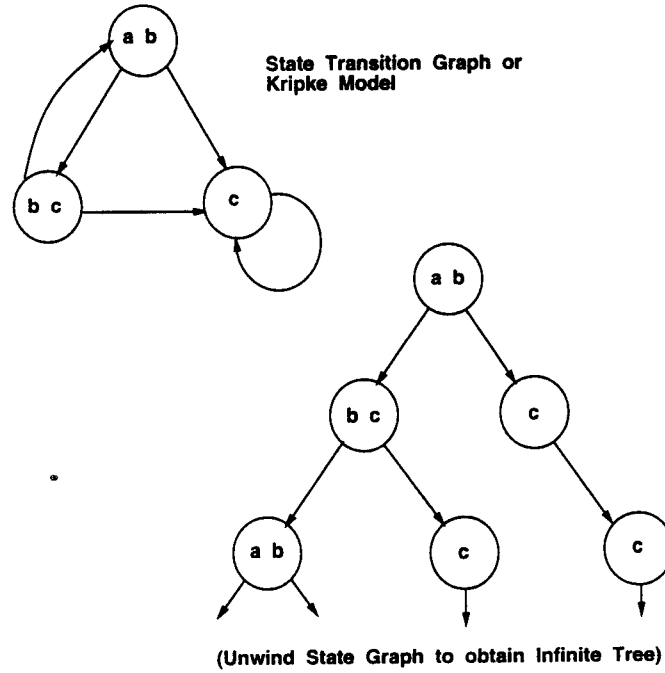 a b
State Transition Graph or
Kripke Model
b c
c
a b
b c
c
a b
c
c
(Unwind State Graph to obtain Infinite Tree)